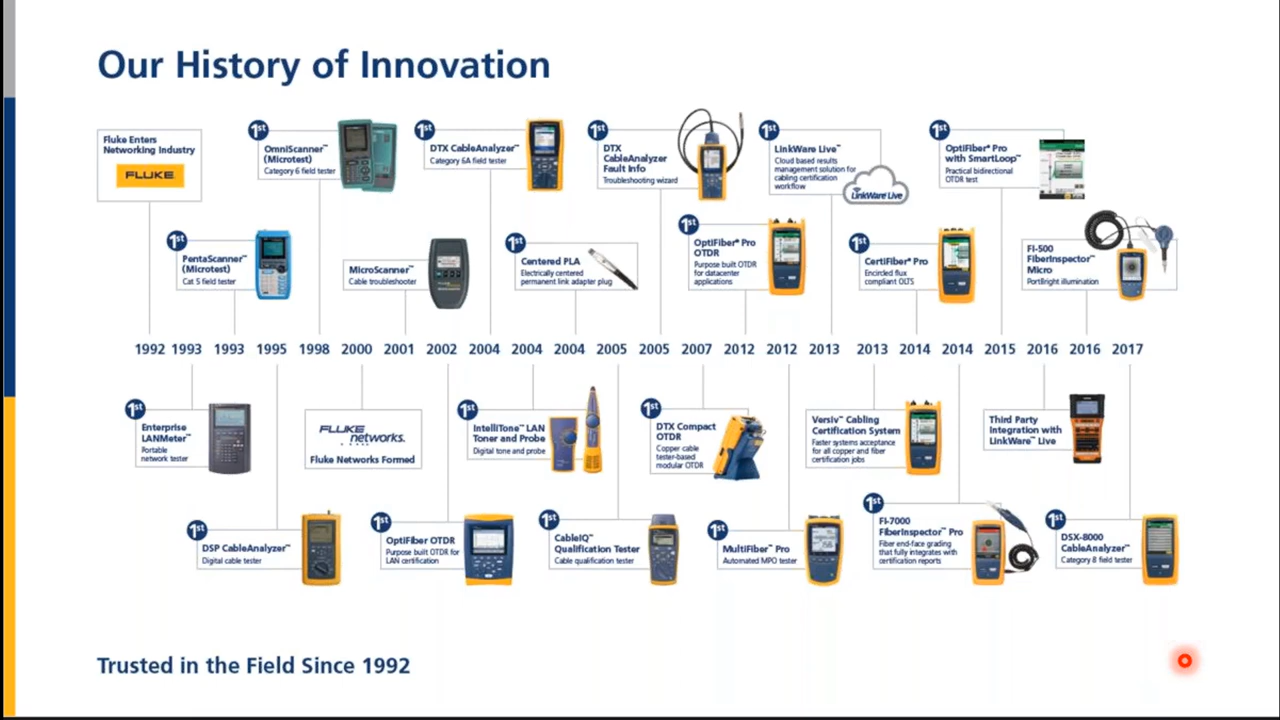 Our History of Innovation
Fluke Enters
Networking Industry
FLUKE
1st
OmniScanner™
(Microtest)
Category 6 field tester
1st
DTX CableAnalyzer™
Category 6A field tester
1st
DTX
CableAnalyzer
Fault Info
Troubleshooting wizard
1st
LinkWare Live™
Cloud based results
management solution for
cabling certification
workflow
LinkWare Live
1st
OptiFiber® Pro
with SmartLoop™
Practical bidirectional
OTDR test
1st
PentaScanner™
(Microtest)
Cat 5 field tester
MicroScanner™
Cable troubleshooter
1st
Centered PLA
Electrically centered
permanent link adapter plug
1st
OptiFiber® Pro
OTDR
Purpose built OTDR
for datacenter
applications
1st
CertiFiber® Pro
Encirded flux
compliant OLTS
FI-500
FiberInspector™
Micro
PortBright illumination
1992 1993 1993 1995 1998 2000 2001 2002 2004 2004 2004 2005 2005 2007 2012 2012 2013 2013 2014 2014 2015 2016 2016 2017
1st
Enterprise
LANMeter™
Portable
network tester
FLUKE
networks.
Fluke Networks Formed
1st
IntelliTone™ LAN
Toner and Probe
Digital tone and probe
1st
DTX Compact
OTDR
Copper cable
tester-based
modular OTDR
Versiv™ Cabling
Certification System
Faster systems acceptance
for all copper and fiber
certification jobs
Third Party
Integration with
LinkWare™ Live
1st
DSP CableAnalyzer™
Digital cable tester
1st
OptiFiber OTDR
Purpose built OTDR for
LAN certification
1st
CableIQ™
Qualification Tester
Cable qualification tester
1st
MultiFiber™ Pro
Automated MPO tester
1st
FI-7000
FiberInspector™ Pro
Fiber end-face grading
that fully integrates with
certification reports
1st
DSX-8000
CableAnalyzer™
Category 8 field tester
Trusted in the Field Since 1992